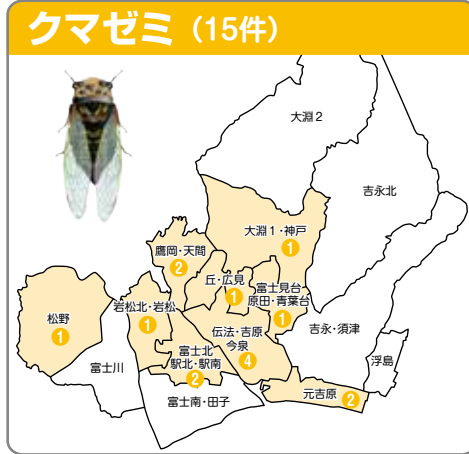 クマゼミ（15件）
大淵2
吉永北
大淵1・神戸
1
鷹岡・天間
2
丘・広見
1
富士見台
原田・青葉台
1
松野
1
岩松北・岩松
1
伝法・吉原
今泉
4
吉永・須津
富士川
富士北
駅北・駅南
2
浮島
元吉原
2
富士南・田子